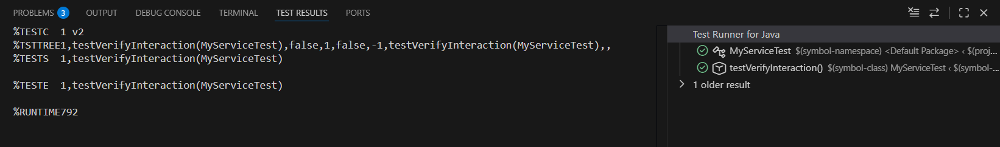 PROBLEMS 3 OUTPUT DEBUG CONSOLE TERMINAL TEST RESULTS PORTS
%TESTC  1 v2
%TSTTREE1,testVerifyInteraction(MyServiceTest),false,1,false,-1,testVerifyInteraction(MyServiceTest),,
%TESTS  1,testVerifyInteraction(MyServiceTest)
%TESTE  1,testVerifyInteraction(MyServiceTest)
%RUNTIME792
Test Runner for Java
MyServiceTest $(symbol-namespace) <Default Package> ‹ $(proj...
testVerifyInteraction() $(symbol-class) MyServiceTest ‹ $(symbol-...
1 older result